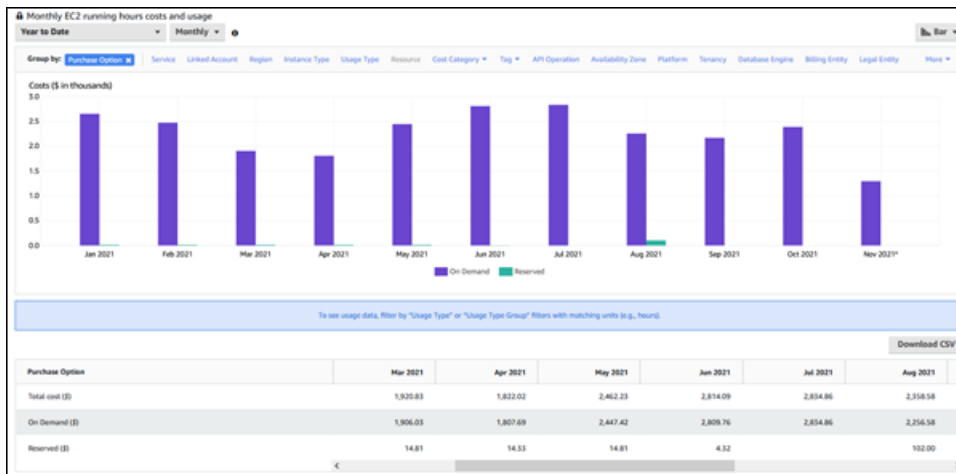 Monthly EC2 running hours costs and usage
Year to Date Monthly Bar
Group by: Purchase Option Service Linked Account Region Instance Type Usage Type Resource Cost Category Tag API Operation Availability Zone Platform Tenancy Database Engine Billing Entity Legal Entity More
Costs ($ in thousands)
3.0
2.5
2.0
1.5
1.0
0.5
0.0
Jan 2021 Feb 2021 Mar 2021 Apr 2021 May 2021 Jun 2021 Jul 2021 Aug 2021 Sep 2021 Oct 2021 Nov 2021*
On Demand Reserved
To see usage data, filter by "Usage Type" or "Usage Type Group" filters with matching units (e.g., hours).
Download CSV
Purchase Option Mar 2021 Apr 2021 May 2021 Jun 2021 Jul 2021 Aug 2021
Total cost ($) 1,920.83 1,822.02 2,462.23 2,814.09 2,834.86 2,358.58
On Demand ($) 1,906.03 1,807.69 2,447.42 2,809.76 2,834.86 2,256.58
Reserved ($) 14.81 14.33 14.81 4.32 102.00